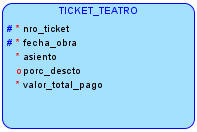 TICKET_TEATRO
# * nro_ticket
# * fecha_obra
* asiento
o porc_descto
* valor_total_pago